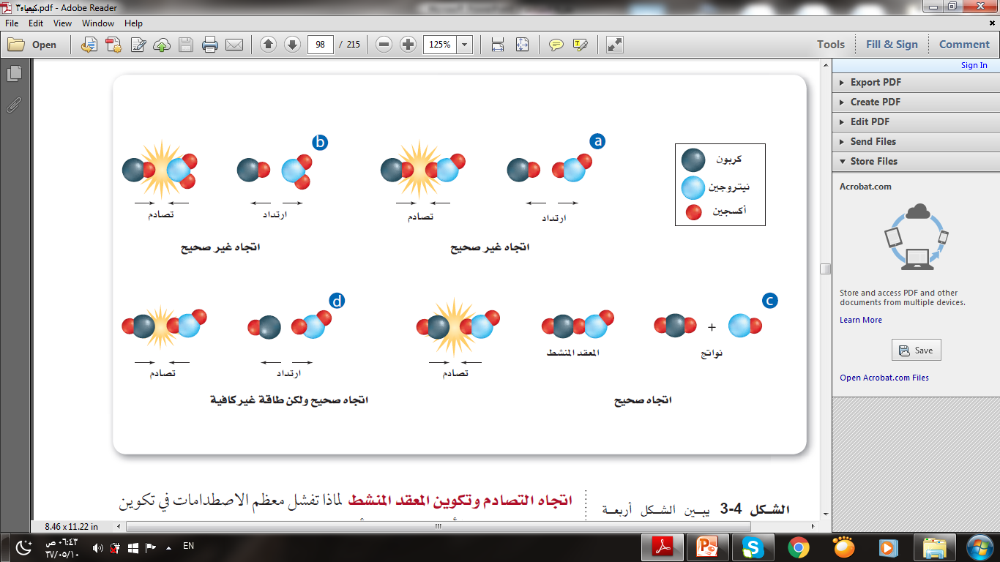 كيمياء٣.pdf - Adobe Reader
File Edit View Window Help
Open 98 / 215 125% Tools Fill & Sign Comment
Sign In
Export PDF
Create PDF
Edit PDF
Send Files
Store Files
Acrobat.com
Store and access PDF and other
documents from multiple devices.
Learn More
Save
Open Acrobat.com Files
كربون
نيتروجين
أكسجين
a
ارتداد
تصادم
اتجاه غير صحيح
b
ارتداد
تصادم
اتجاه غير صحيح
c
+
نواتج
المعقد المنشط
تصادم
اتجاه صحيح
d
ارتداد
تصادم
اتجاه صحيح ولكن طاقة غير كافية
الشكل 4-3 يبين الشكل أربعة
اتجاه التصادم وتكوين المعقد المنشط لماذا تفشل معظم الاصطدامات في تكوين
8.46 x 11.22 in
EN
٠٦:٤٣ ص
٣٧/٠٥/١٠